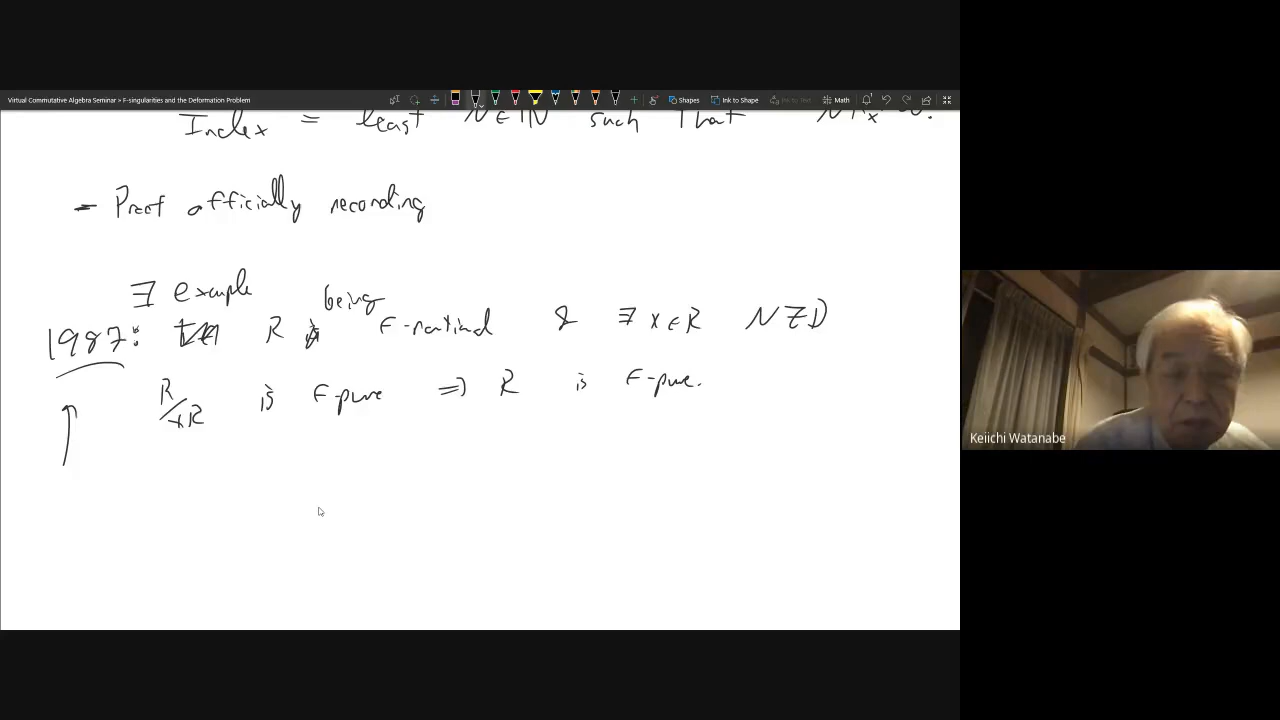 Virtual Commutative Algebra Seminar > F-singularities and the Deformation Problem
Shapes Ink to Shape Math
Index = least N ∈ ℕ such that
- Proof officially recording
∃ example being
1987: R F-rational & ∃ x ∈ R NZD
R/xR is F-pure ⟹ R is F-pure.
Keiichi Watanabe